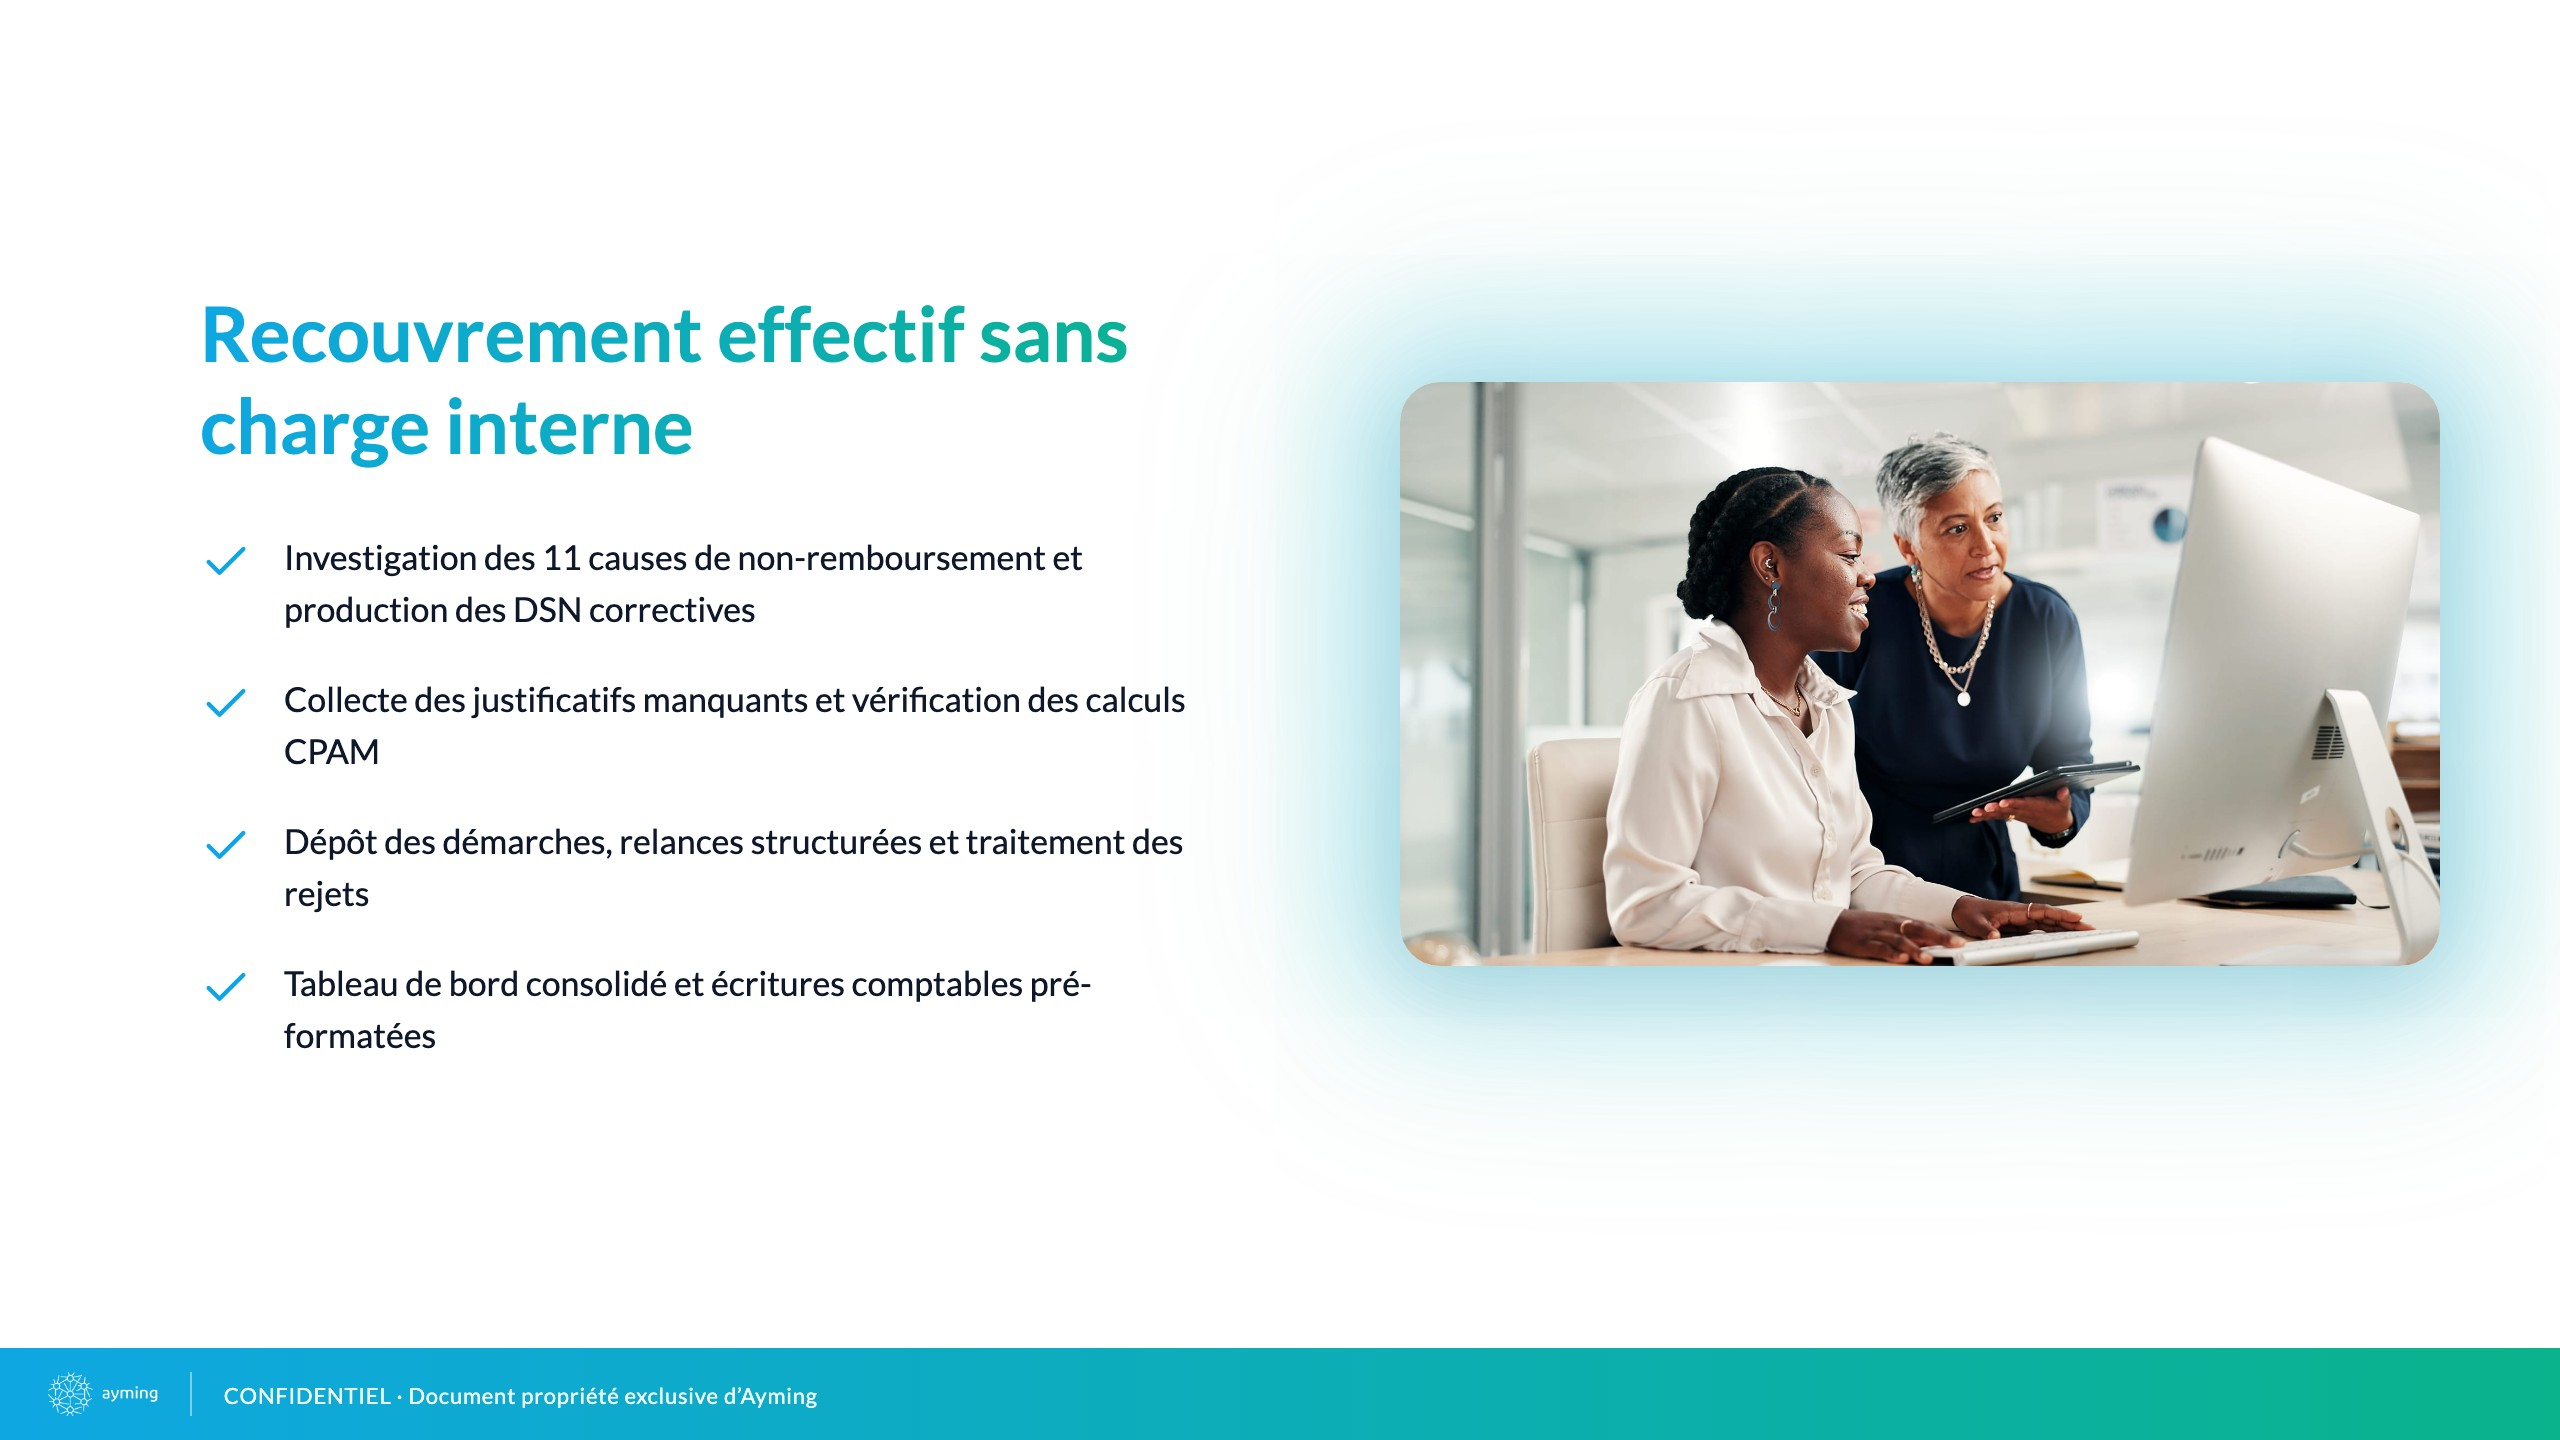 Recouvrement effectif sans
charge interne
Investigation des 11 causes de non-remboursement et
production des DSN correctives
Collecte des justificatifs manquants et vérification des calculs
CPAM
Dépôt des démarches, relances structurées et traitement des
rejets
Tableau de bord consolidé et écritures comptables pré-
formatées
ayming
CONFIDENTIEL · Document propriété exclusive d’Ayming